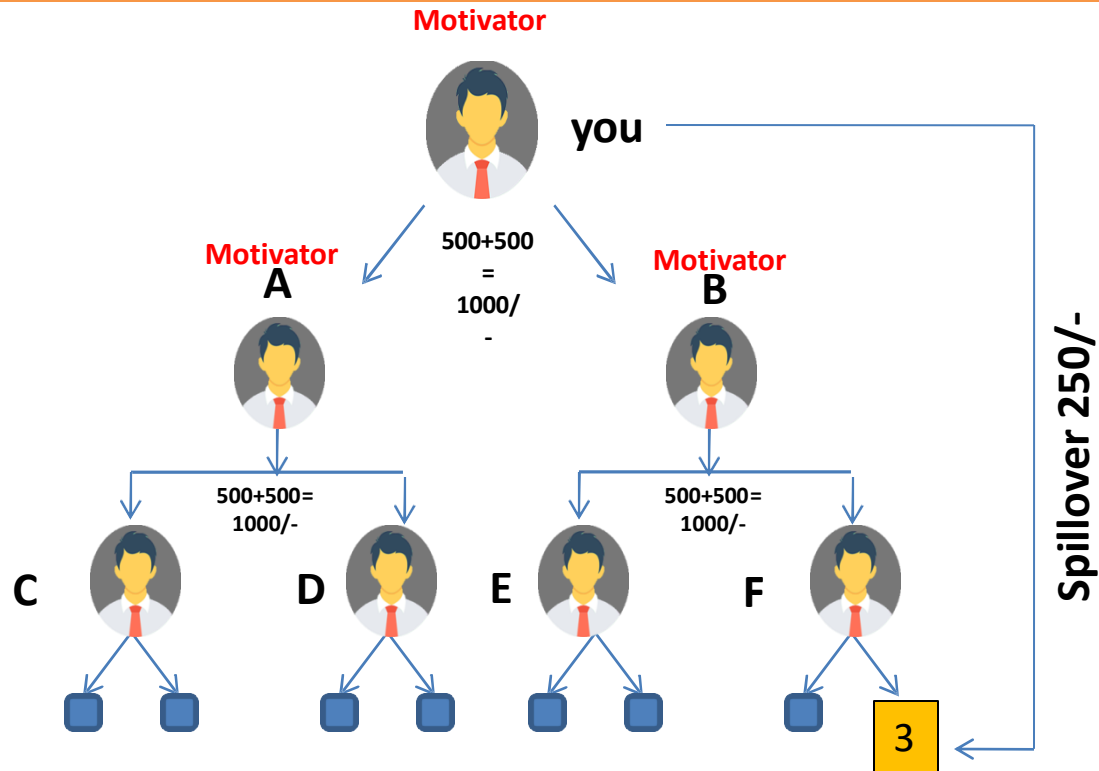 Motivator
you
500+500
=
1000/
-
Motivator
A
Motivator
B
Spillover 250/-
500+500=
1000/-
500+500=
1000/-
C
D
E
F
3